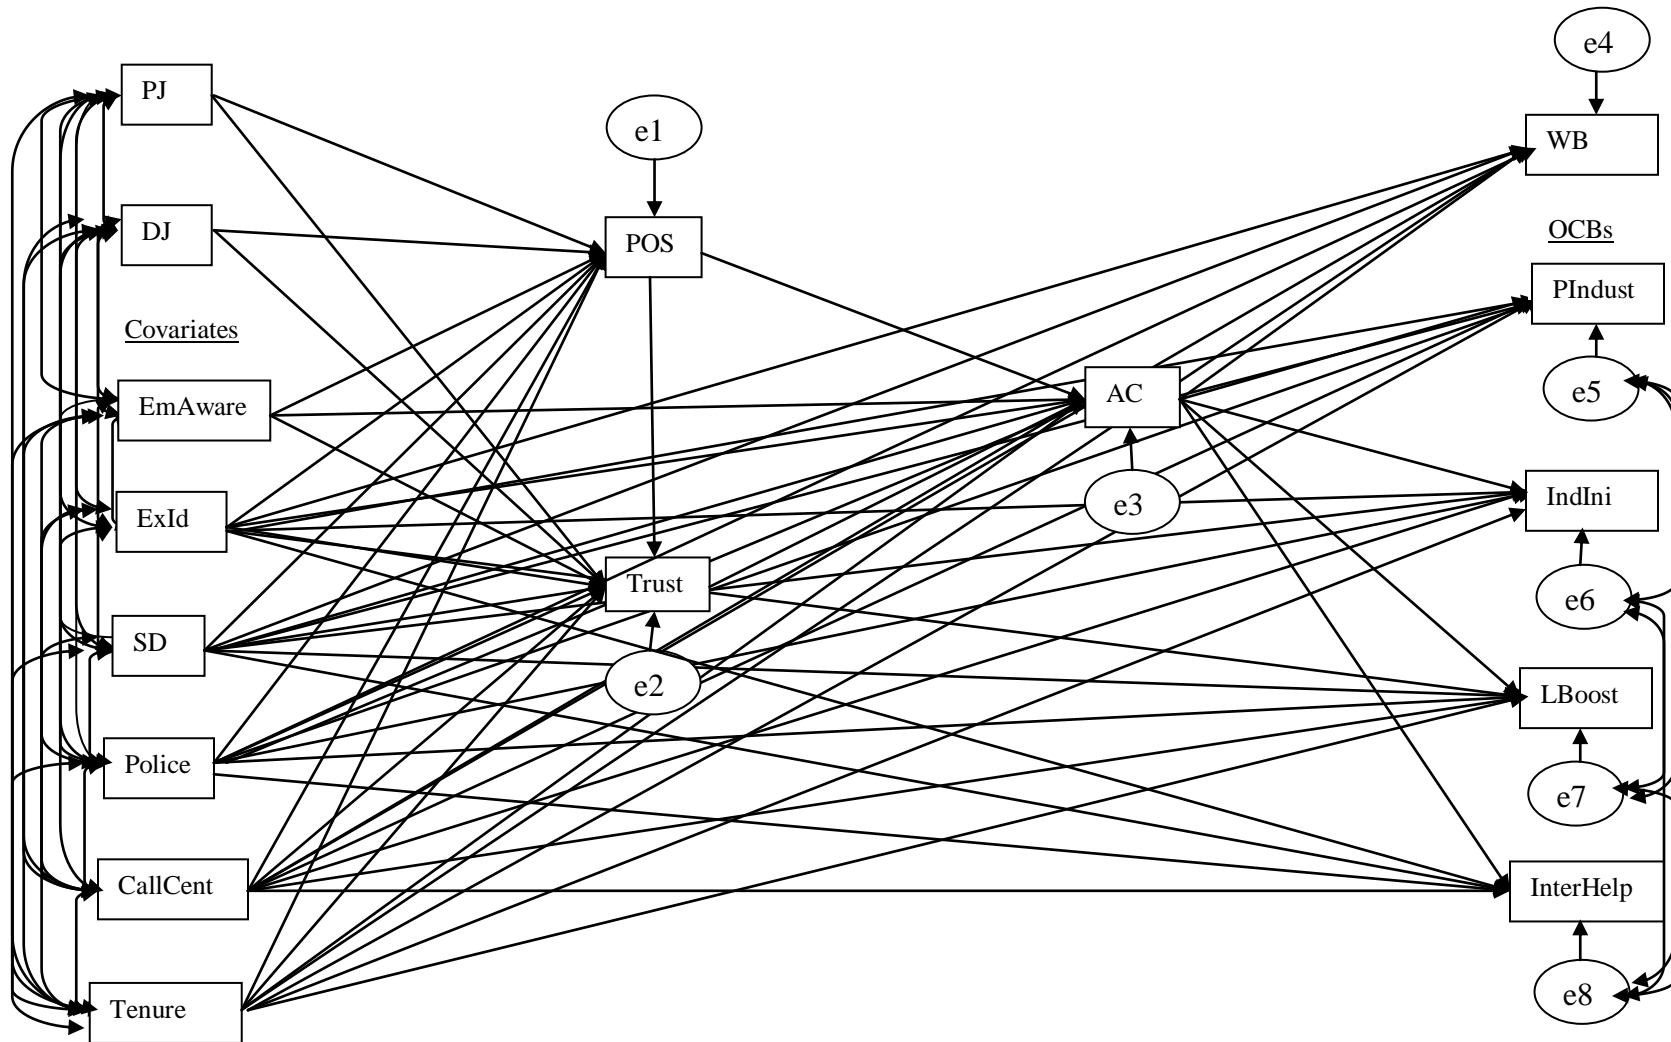 PJ
DJ
Covariates
EmAware
ExId
SD
Police
CallCent
Tenure
e1
POS
Trust
e2
AC
e3
e4
WB
OCBs
PIndust
e5
IndIni
e6
LBoost
e7
InterHelp
e8